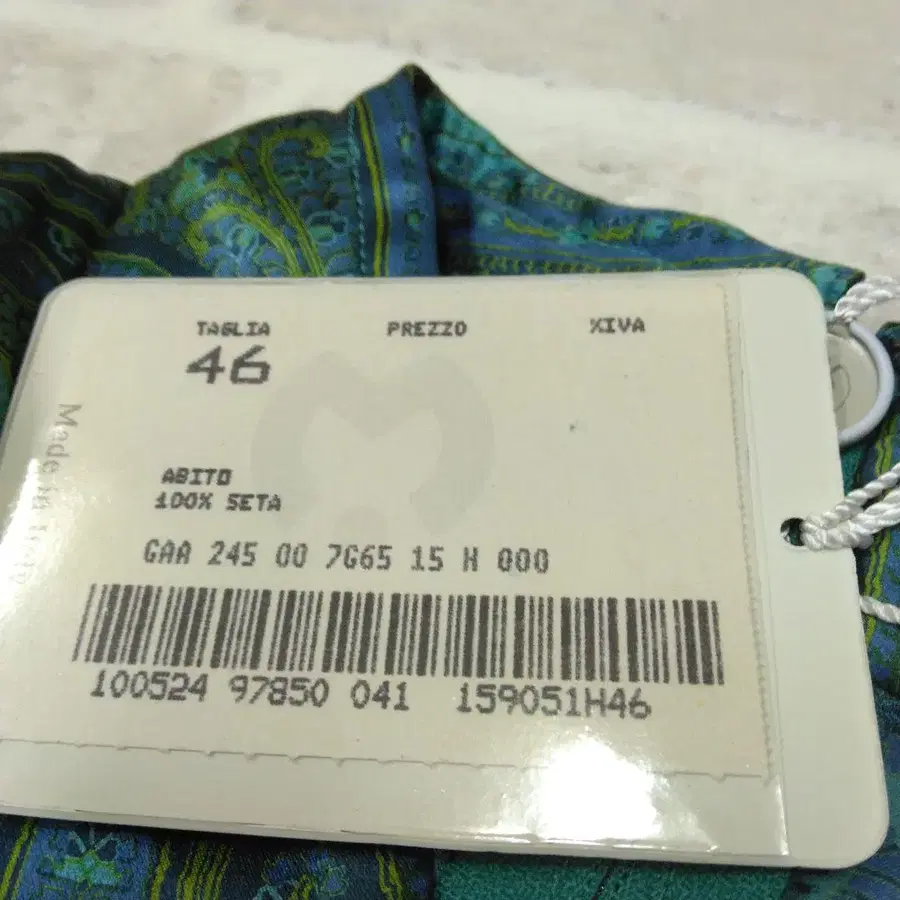 TAGLIA PREZZO %IVA
46
Made in Italy
ABITO
100% SETA
GAA 245 00 7G65 15 H 000
100524 97850 041 159051H46